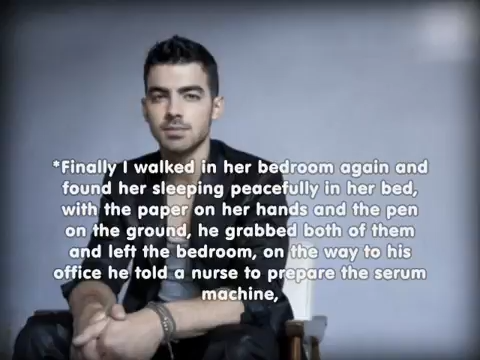 *Finally I walked in her bedroom again and
found her sleeping peacefully in her bed,
with the paper on her hands and the pen
on the ground, he grabbed both of them
and left the bedroom, on the way to his
office he told a nurse to prepare the serum
machine,